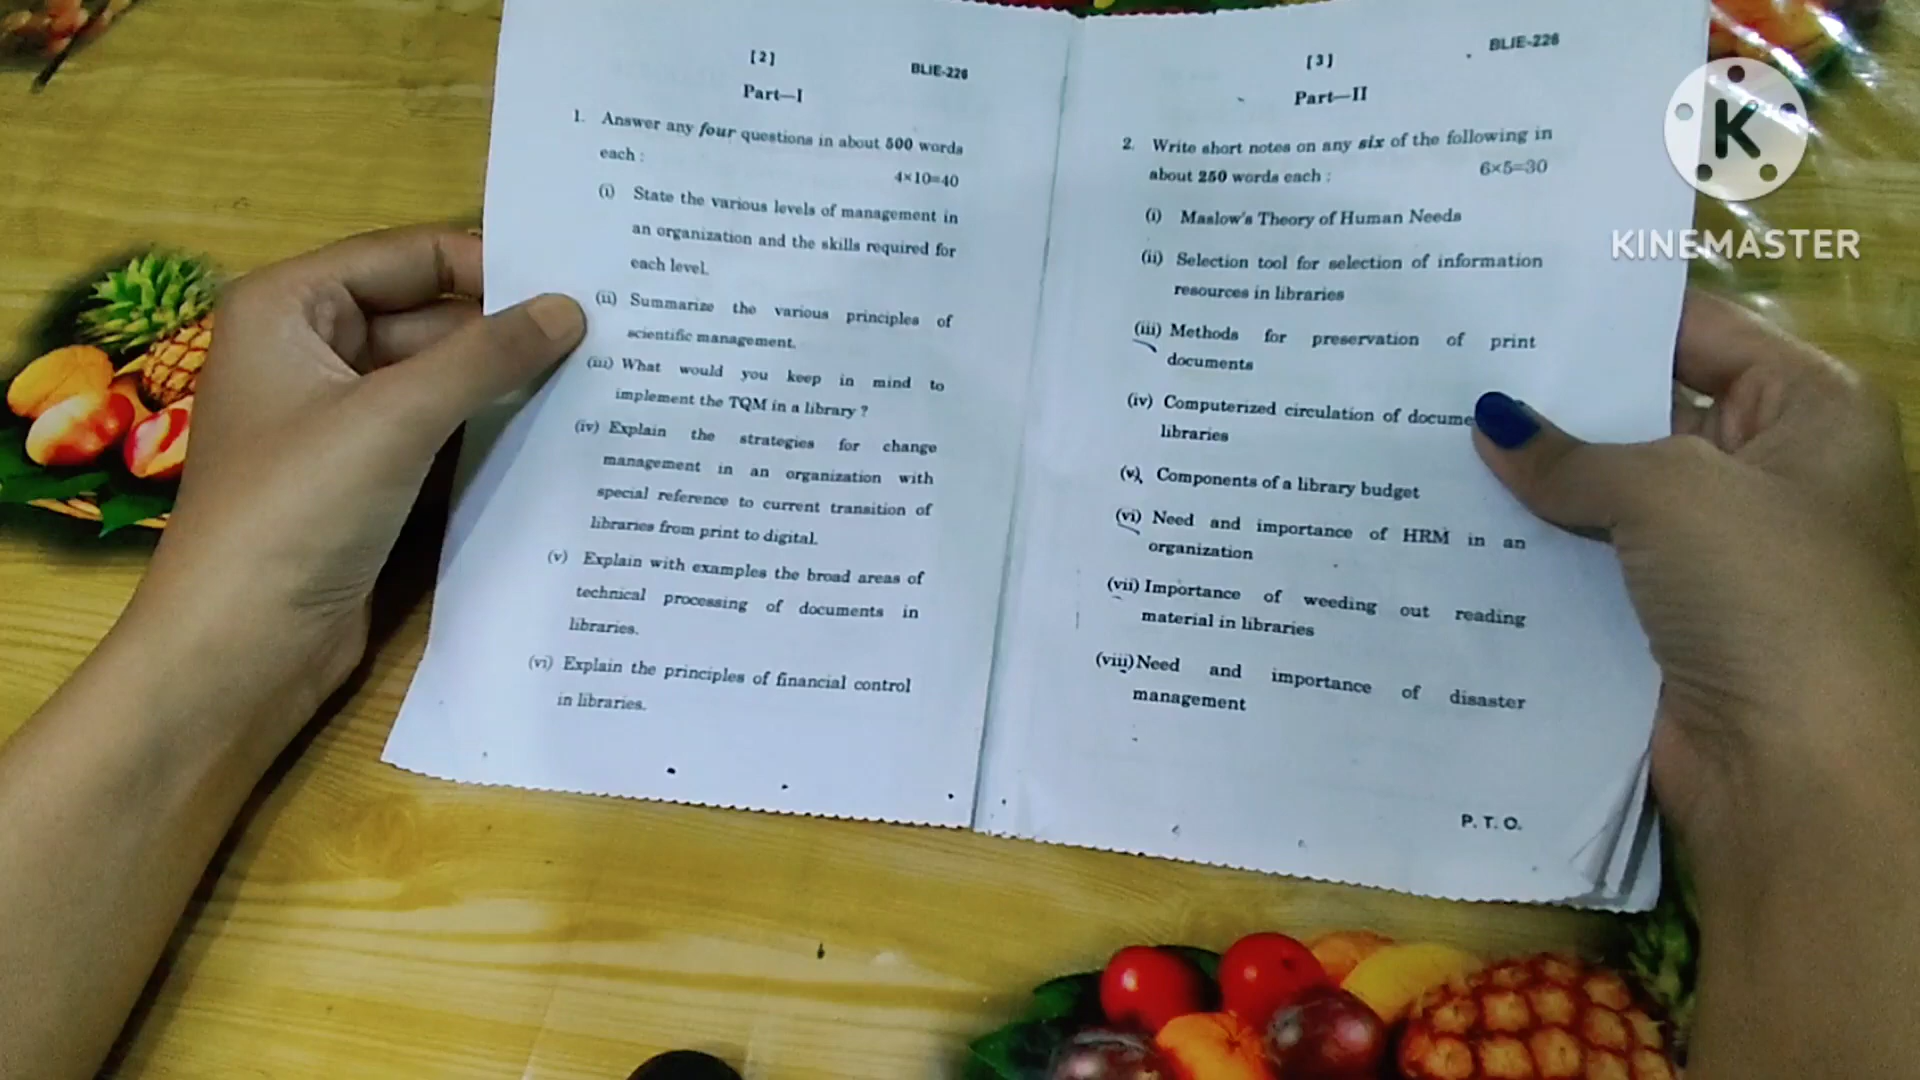 [2]
BLIE-226
Part—I
1. Answer any four questions in about 500 words
each :
4×10=40
(i) State the various levels of management in
an organization and the skills required for
each level.
(ii) Summarize the various principles of
scientific management.
(iii) What would you keep in mind to
implement the TQM in a library ?
(iv) Explain the strategies for change
management in an organization with
special reference to current transition of
libraries from print to digital.
(v) Explain with examples the broad areas of
technical processing of documents in
libraries.
(vi) Explain the principles of financial control
in libraries.
[3]
BLIE-226
Part—II
2. Write short notes on any six of the following in
about 250 words each :
6×5=30
(i) Maslow's Theory of Human Needs
(ii) Selection tool for selection of information
resources in libraries
(iii) Methods for preservation of print
documents
(iv) Computerized circulation of docume
libraries
(v) Components of a library budget
(vi) Need and importance of HRM in an
organization
(vii) Importance of weeding out reading
material in libraries
(viii) Need and importance of disaster
management
P. T. O.
K
KINEMASTER